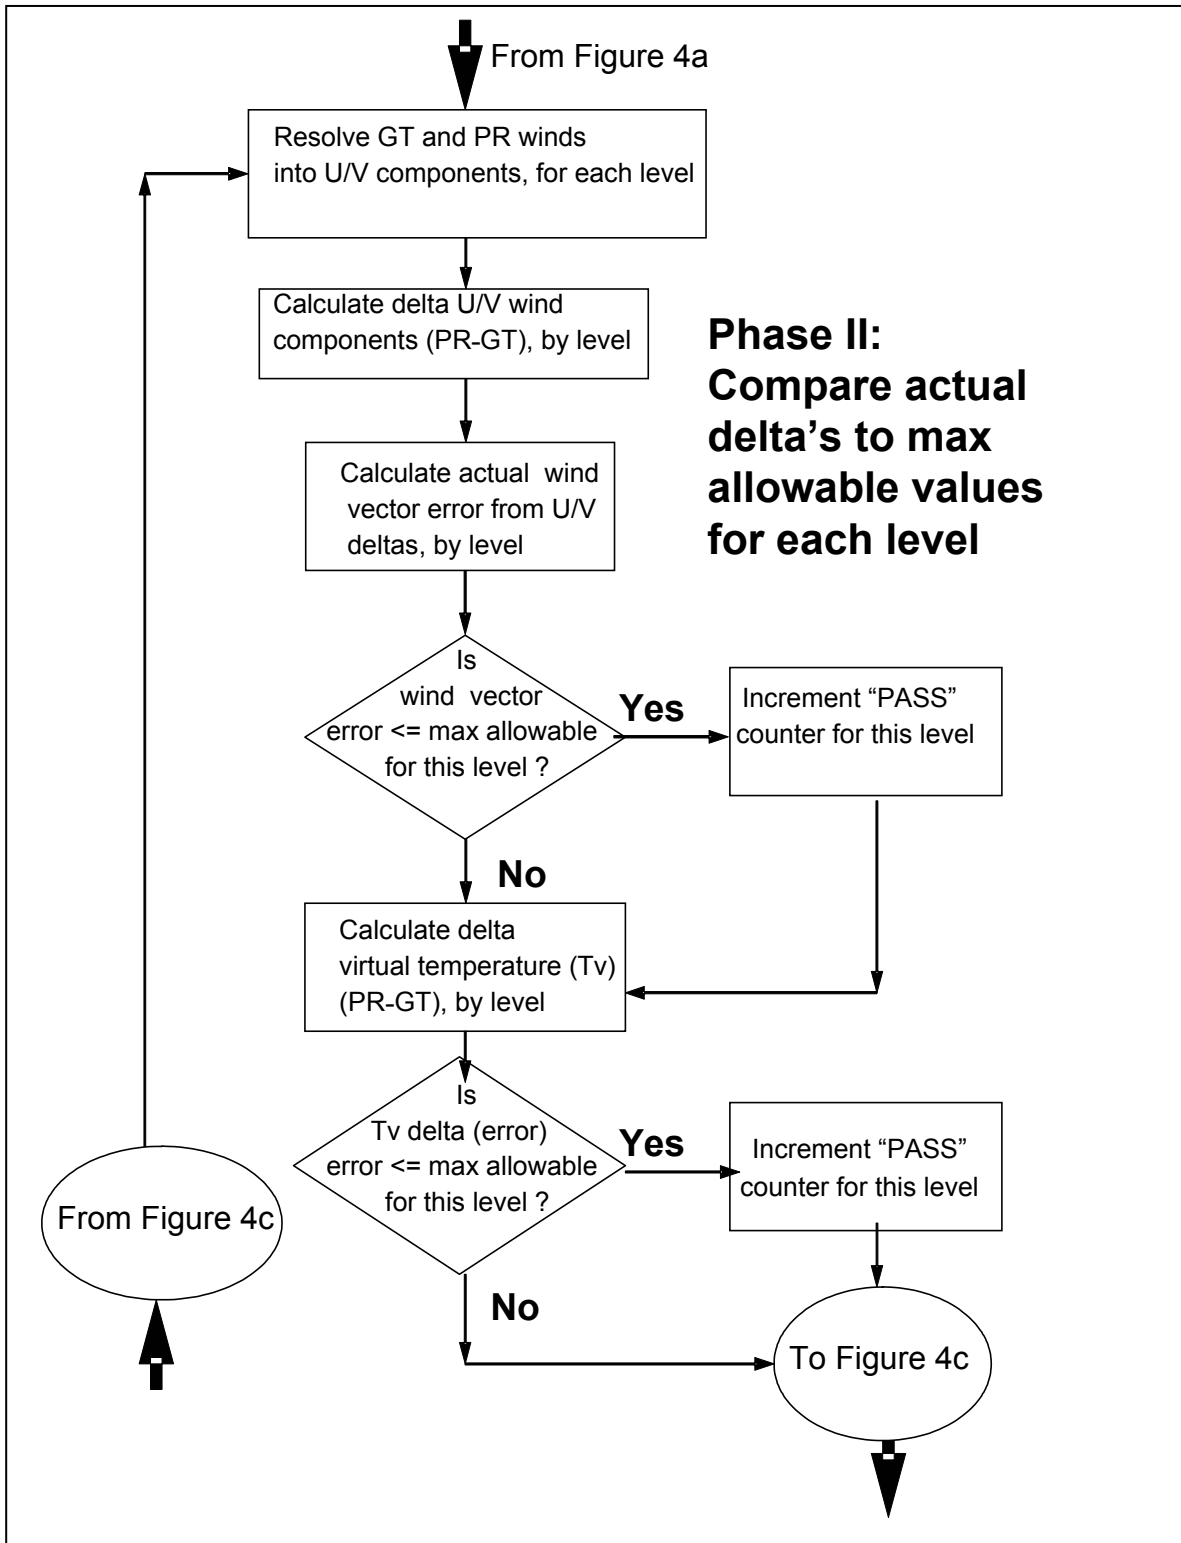 From Figure 4a
Resolve GT and PR winds
into U/V components, for each level
Calculate delta U/V wind
components (PR-GT), by level
Phase II:
Compare actual
delta's to max
allowable values
for each level
Calculate actual wind
vector error from U/V
deltas, by level
Is
wind vector
error <= max allowable
for this level ?
Yes
Increment “PASS”
counter for this level
No
Calculate delta
virtual temperature (Tv)
(PR-GT), by level
Is
Tv delta (error)
error <= max allowable
for this level ?
Yes
Increment “PASS”
counter for this level
From Figure 4c
No
To Figure 4c